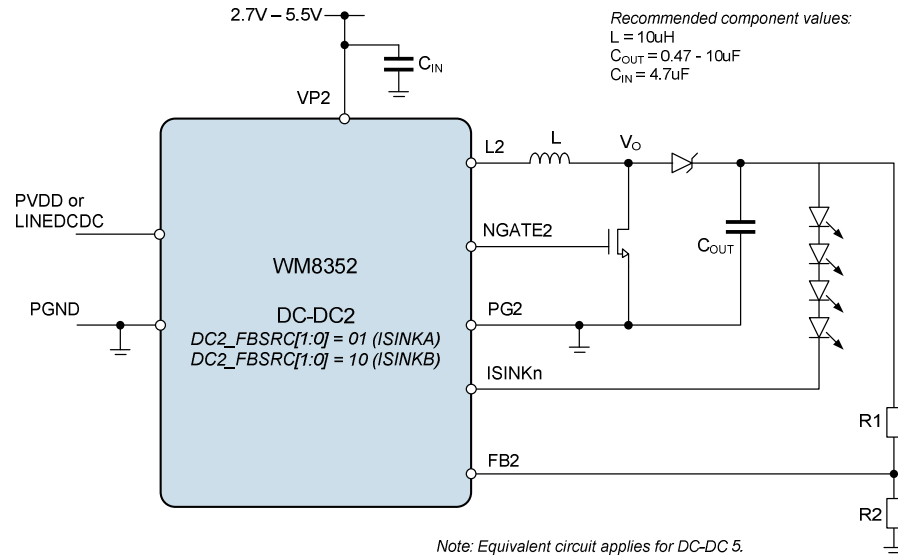 2.7V – 5.5V
Recommended component values:
L = 10uH
COUT = 0.47 - 10uF
CIN = 4.7uF
CIN
VP2
L2
L
VO
PVDD or
LINEDCDC
NGATE2
COUT
WM8352
PGND
DC-DC2
PG2
DC2_FBSRC[1:0] = 01 (ISINKA)
DC2_FBSRC[1:0] = 10 (ISINKB)
ISINKn
R1
FB2
R2
Note: Equivalent circuit applies for DC-DC 5.